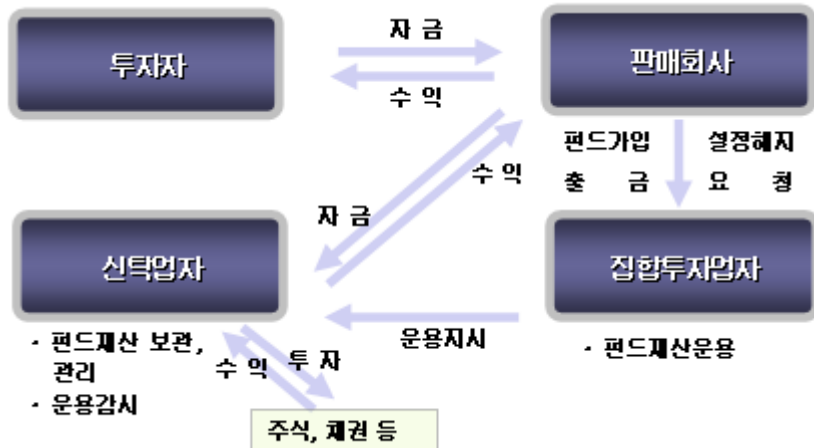 자 금
투자자
판매회사
수 익
펀드가입 설정해지
출 금 요 청
수 익
자 금
신탁업자
집합투자업자
운용지시
· 펀드재산 보관,
관리
· 운용감시
수 익
투 자
· 펀드재산운용
주식, 채권 등